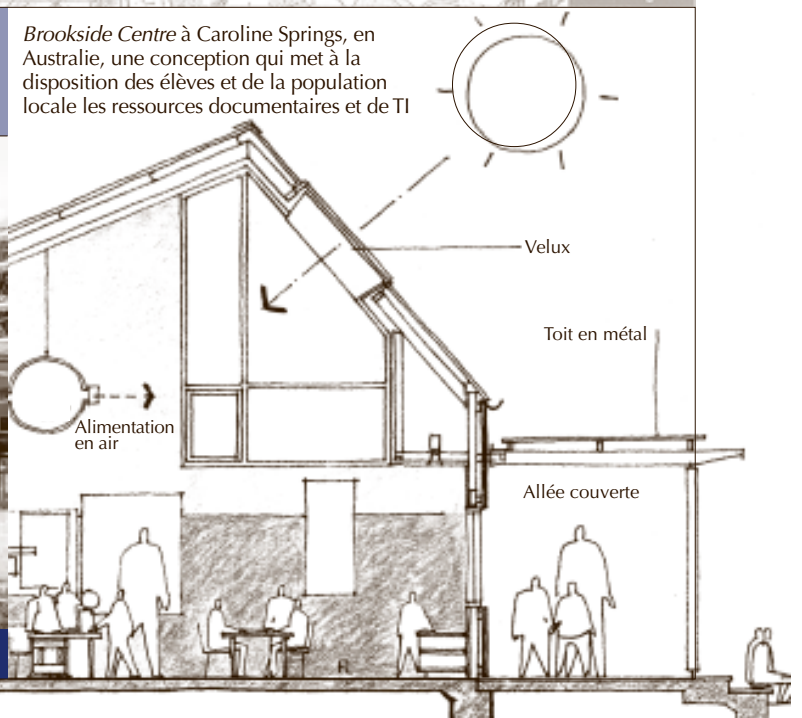 Brookside Centre à Caroline Springs, en
Australie, une conception qui met à la
disposition des élèves et de la population
locale les ressources documentaires et de TI
Velux
Toit en métal
Alimentation
en air
Allée couverte